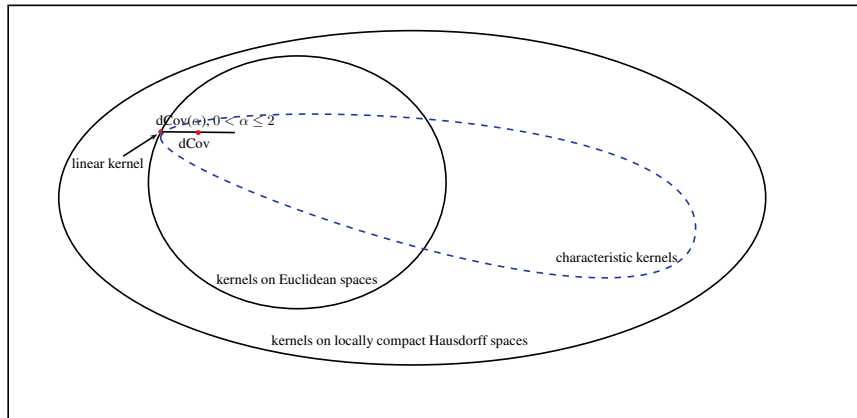 dCov(α), 0 < α ≤ 2
dCov
linear kernel
characteristic kernels
kernels on Euclidean spaces
kernels on locally compact Hausdorff spaces